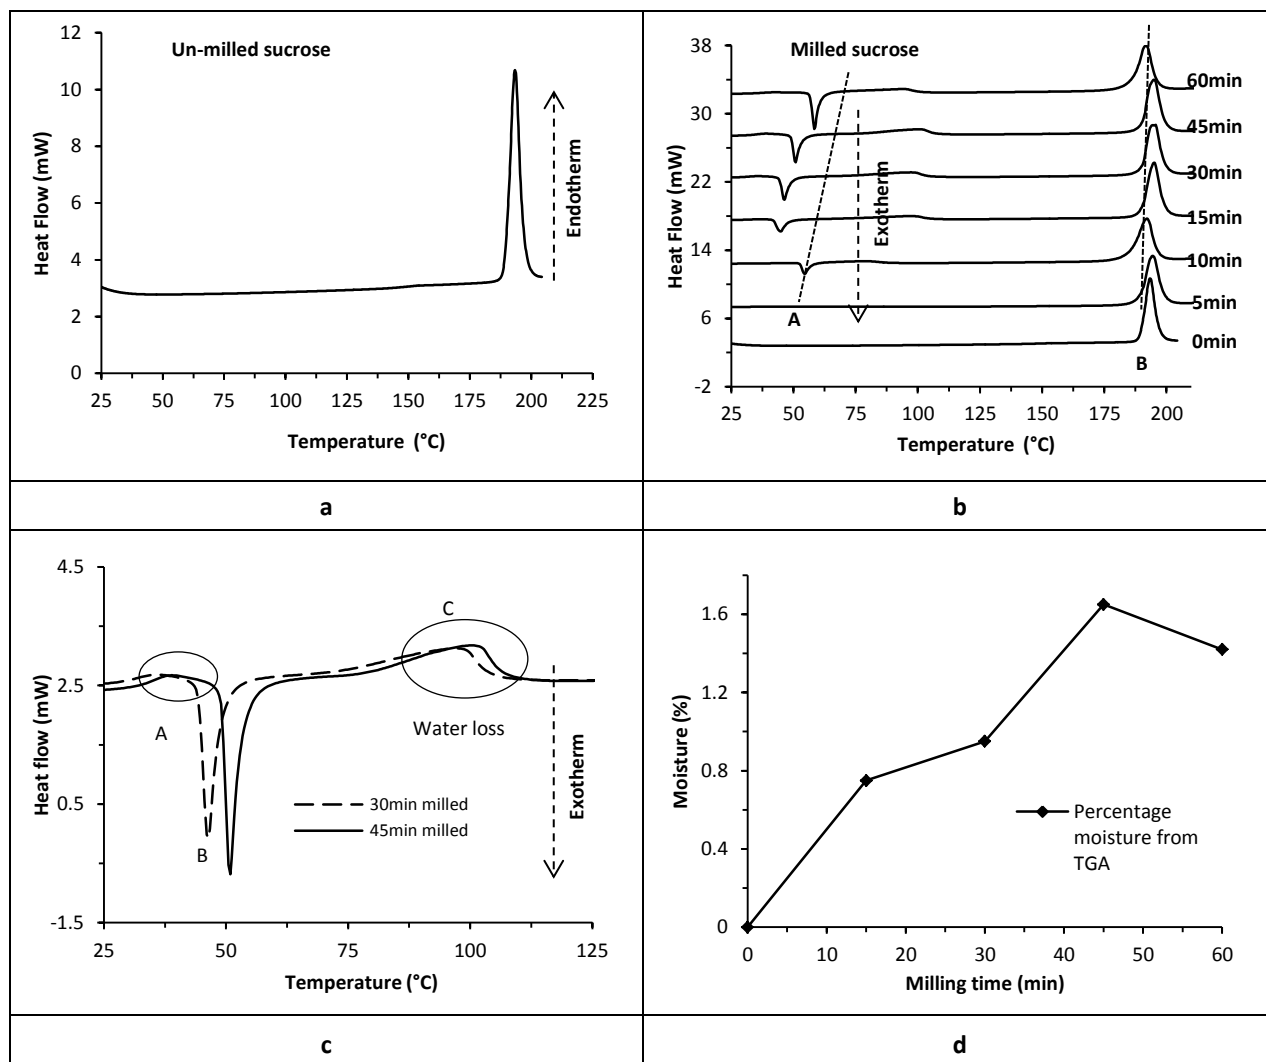 Un-milled sucrose
12
10
8
6
4
2
0
Heat Flow (mW)
Endotherm
25
50
75
100
125
150
175
200
225
Temperature (°C)
a
Milled sucrose
38
30
22
14
6
-2
Heat Flow (mW)
Exotherm
A
B
60min
45min
30min
15min
10min
5min
0min
25
50
75
100
125
150
175
200
Temperature (°C)
b
4.5
2.5
0.5
-1.5
Heat flow (mW)
A
B
C
Water loss
30min milled
45min milled
Exotherm
25
50
75
100
125
Temperature (°C)
c
1.6
1.2
0.8
0.4
0
Moisture (%)
Percentage
moisture from
TGA
0
10
20
30
40
50
60
Milling time (min)
d